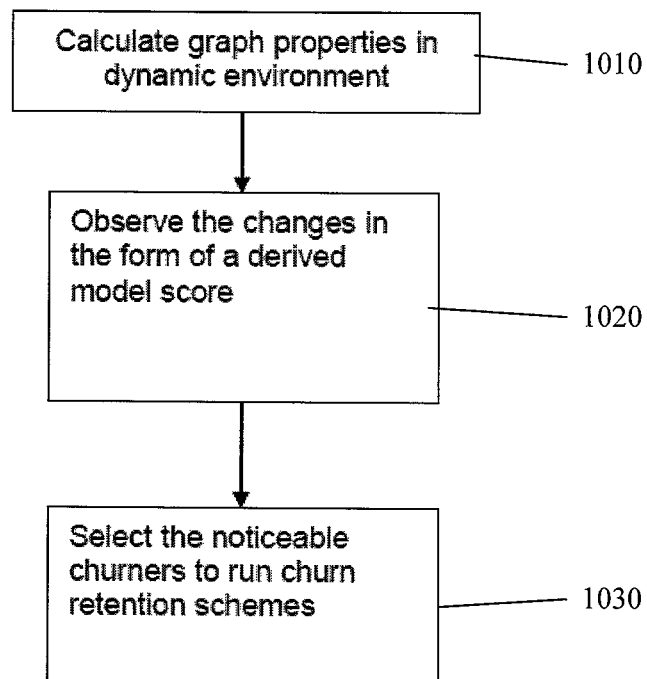 Calculate graph properties in
dynamic environment
1010
Observe the changes in
the form of a derived
model score
1020
Select the noticeable
churners to run churn
retention schemes
1030